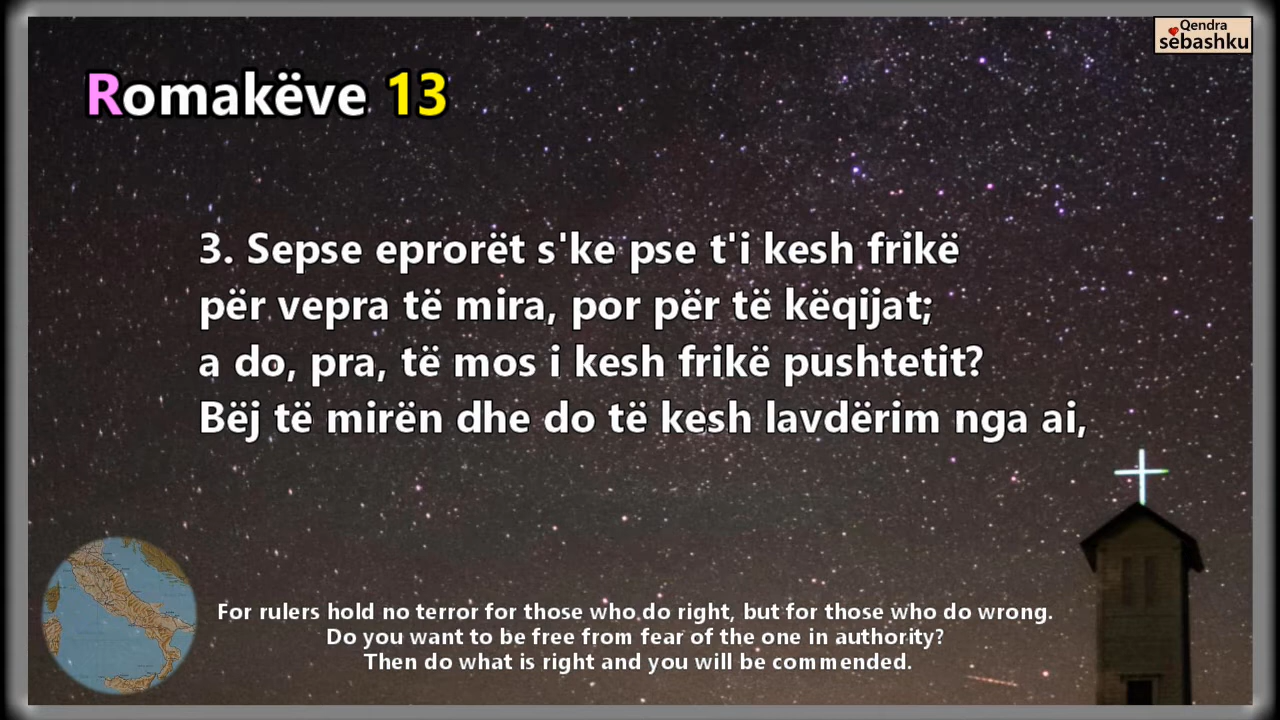 Qendra
sëbashku
Romakëve 13
3. Sepse eprorët s'ke pse t'i kesh frikë
për vepra të mira, por për të këqijat;
a do, pra, të mos i kesh frikë pushtetit?
Bëj të mirën dhe do të kesh lavdërim nga ai,
For rulers hold no terror for those who do right, but for those who do wrong.
Do you want to be free from fear of the one in authority?
Then do what is right and you will be commended.